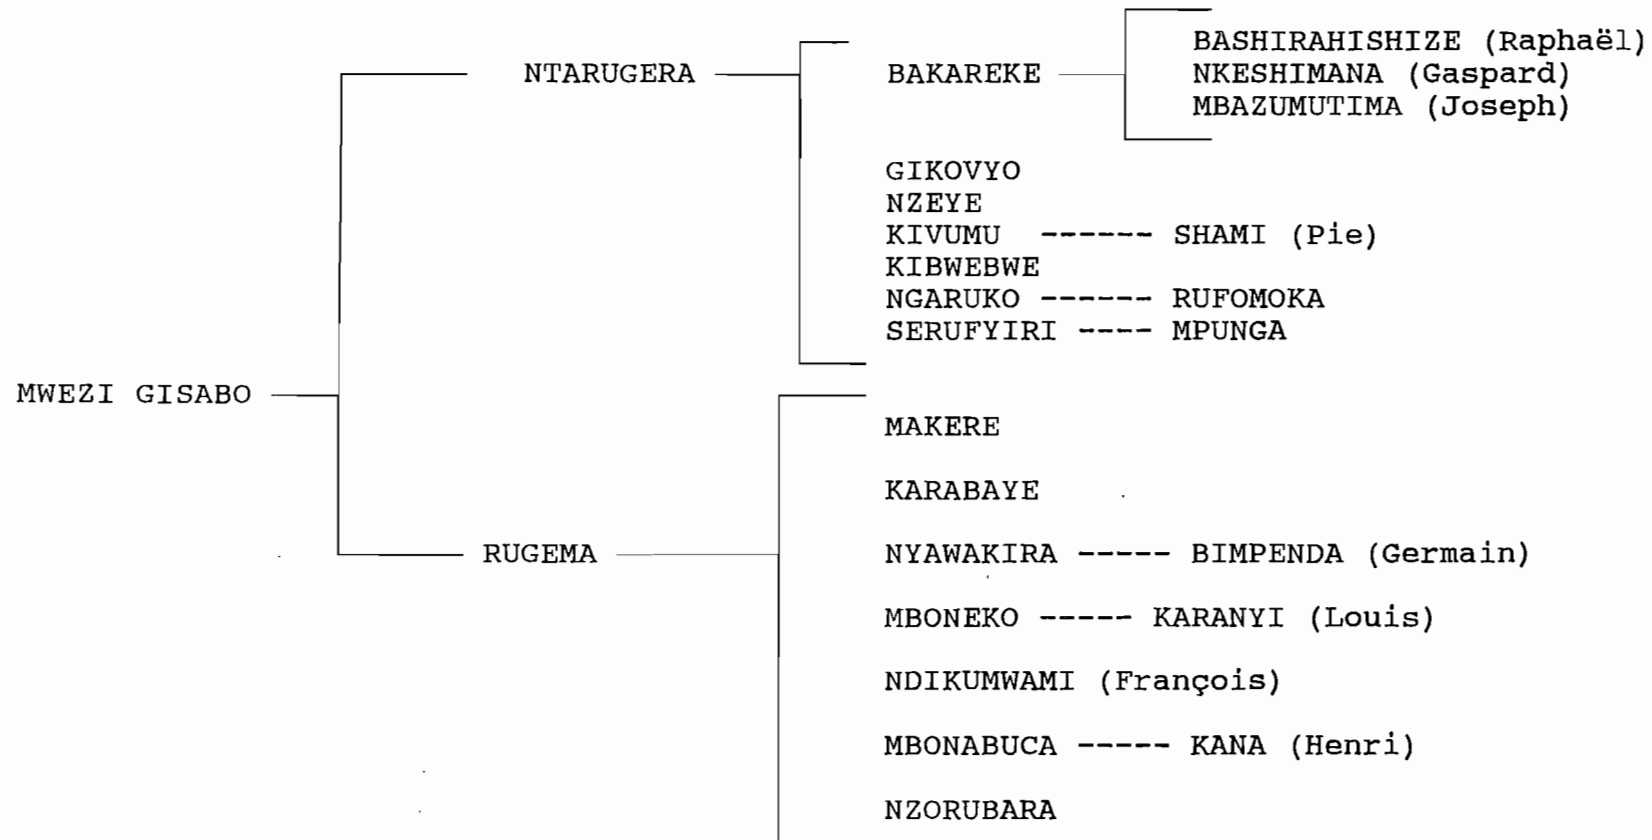 BASHIRAHISHIZE (Raphaël)
NTARUGERA BAKAREKE NKESHIMANA (Gaspard)
MBAZUMUTIMA (Joseph)
GIKOVYO
NZEYE
KIVUMU ------ SHAMI (Pie)
KIBWEBWE
NGARUKO ------ RUFOMOKA
SERUFYIRI ---- MPUNGA
MWEZI GISABO
MAKERE
KARABAYE
RUGEMA NYAWAKIRA ----- BIMPENDA (Germain)
MBONEKO ----- KARANYI (Louis)
NDIKUMWAMI (François)
MBONABUCA ----- KANA (Henri)
NZORUBARA